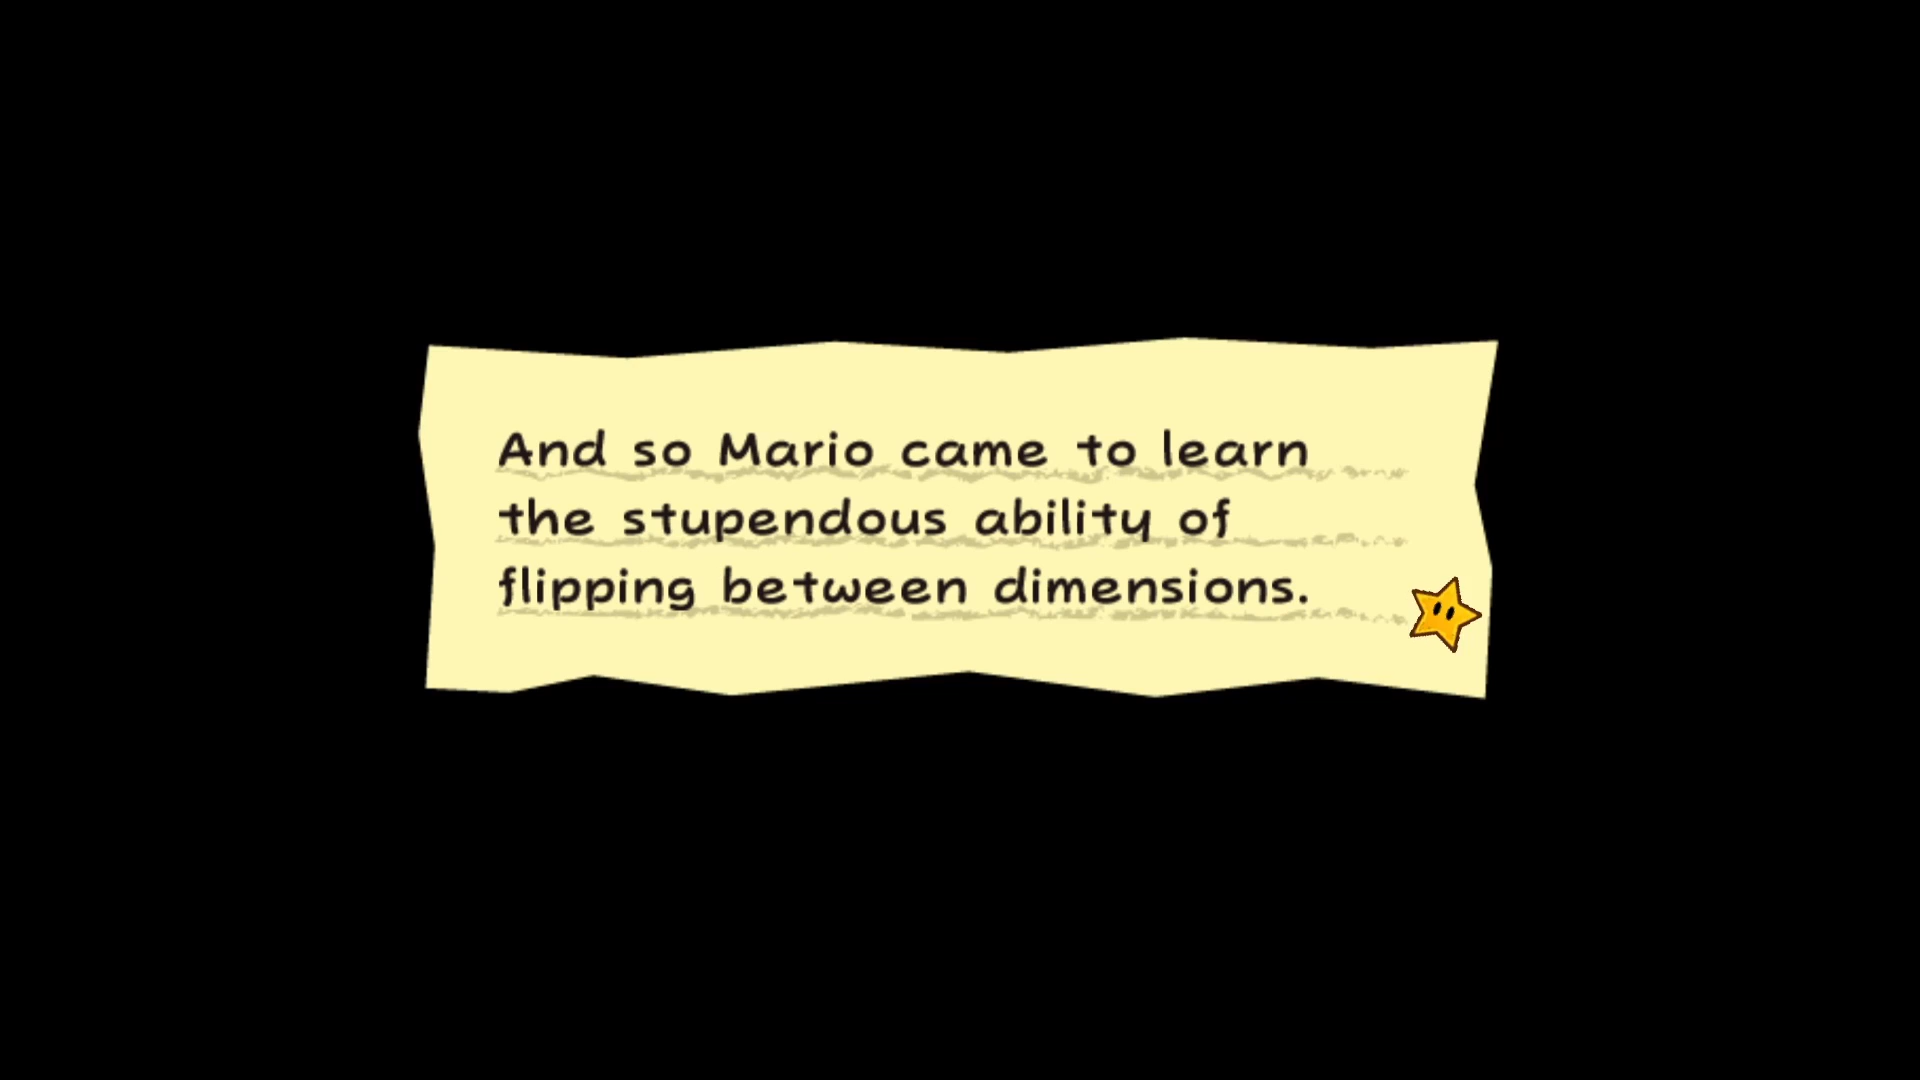 And so Mario came to learn
the stupendous ability of
flipping between dimensions.